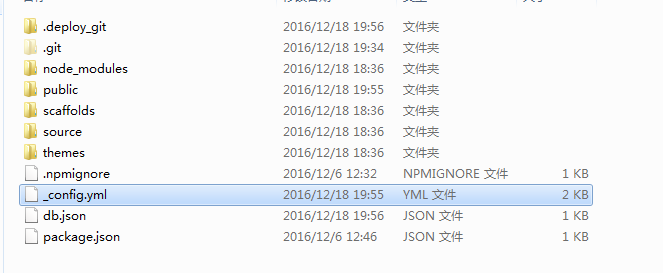 .deploy_git 2016/12/18 19:56 文件夹
.git 2016/12/18 19:34 文件夹
node_modules 2016/12/18 18:36 文件夹
public 2016/12/18 19:55 文件夹
scaffolds 2016/12/18 18:36 文件夹
source 2016/12/18 18:36 文件夹
themes 2016/12/18 18:36 文件夹
.npmignore 2016/12/6 12:32 NPMIGNORE 文件 1 KB
_config.yml 2016/12/18 19:55 YML 文件 2 KB
db.json 2016/12/18 19:56 JSON 文件 1 KB
package.json 2016/12/6 12:46 JSON 文件 1 KB